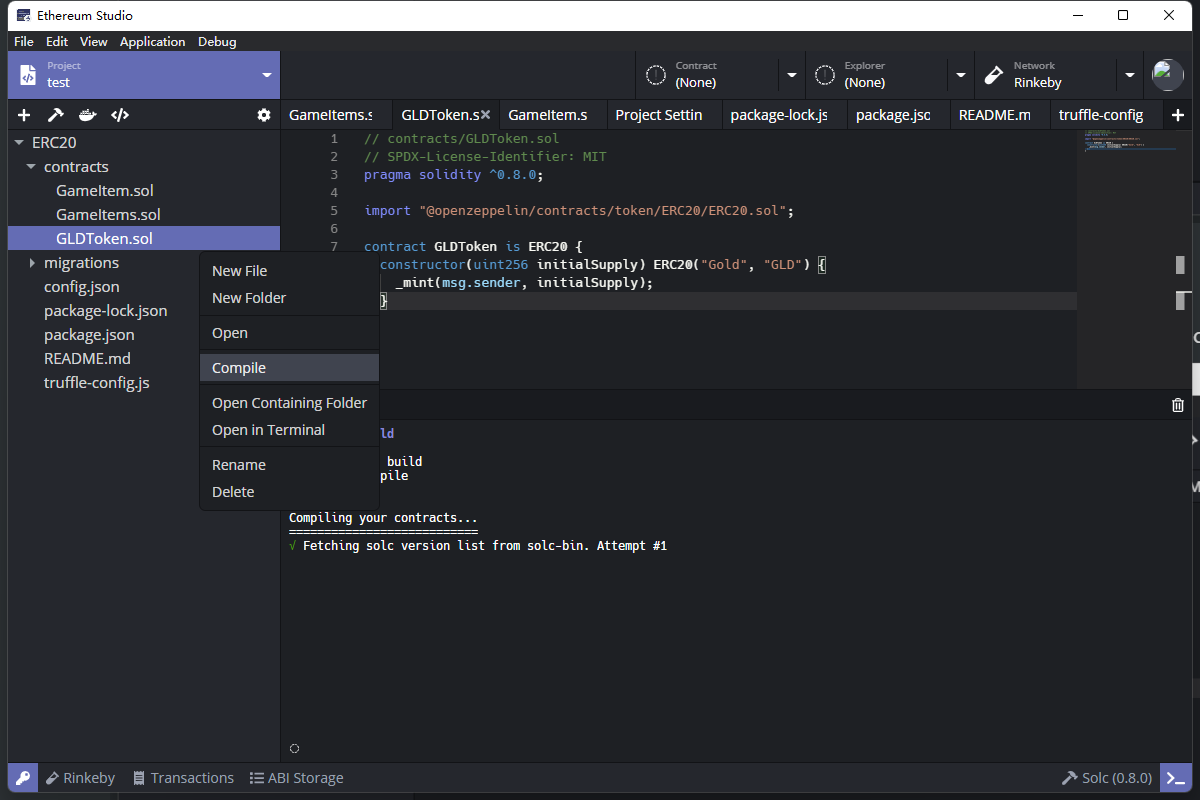 Ethereum Studio
File Edit View Application Debug
Project
test
Contract
(None)
Explorer
(None)
Network
Rinkeby
GameItems.s GLDToken.s GameItem.s Project Settin package-lock.js package.jso README.m truffle-config
ERC20
contracts
GameItem.sol
GameItems.sol
GLDToken.sol
migrations
config.json
package-lock.json
package.json
README.md
truffle-config.js
1 // contracts/GLDToken.sol
2 // SPDX-License-Identifier: MIT
3 pragma solidity ^0.8.0;
4
5 import "@openzeppelin/contracts/token/ERC20/ERC20.sol";
6
7 contract GLDToken is ERC20 {
constructor(uint256 initialSupply) ERC20("Gold", "GLD") {
_mint(msg.sender, initialSupply);
}
New File
New Folder
Open
Compile
Open Containing Folder
Open in Terminal
Rename
Delete
ld
build
pile
Compiling your contracts...
===========================
√ Fetching solc version list from solc-bin. Attempt #1
Rinkeby Transactions ABI Storage Solc (0.8.0)